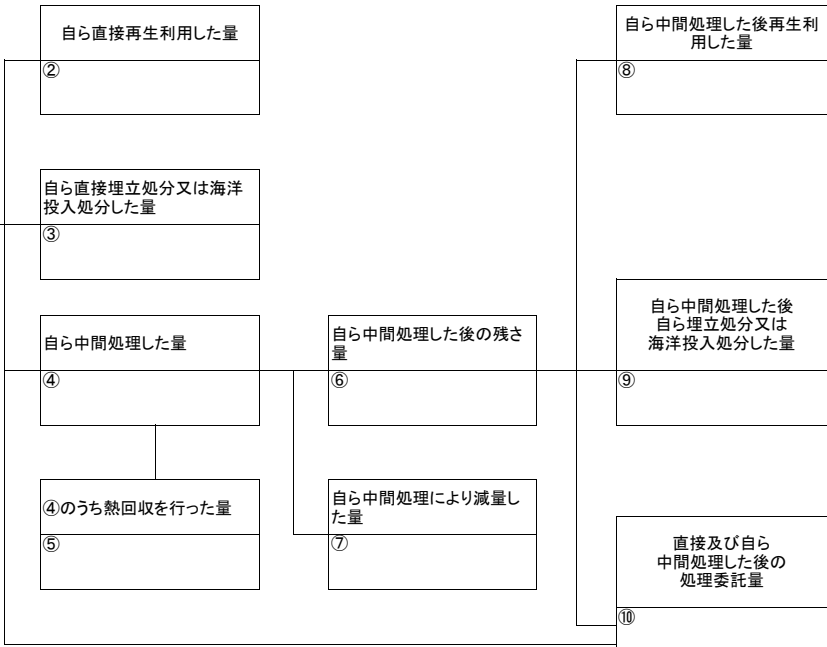 自ら直接再生利用した量
②
自ら中間処理した後再生利
用した量
⑧
自ら直接埋立処分又は海洋
投入処分した量
③
自ら中間処理した量
④
自ら中間処理した後の残さ
量
⑥
自ら中間処理した後
自ら埋立処分又は
海洋投入処分した量
⑨
④のうち熱回収を行った量
⑤
自ら中間処理により減量し
た量
⑦
直接及び自ら
中間処理した後の
処理委託量
⑩